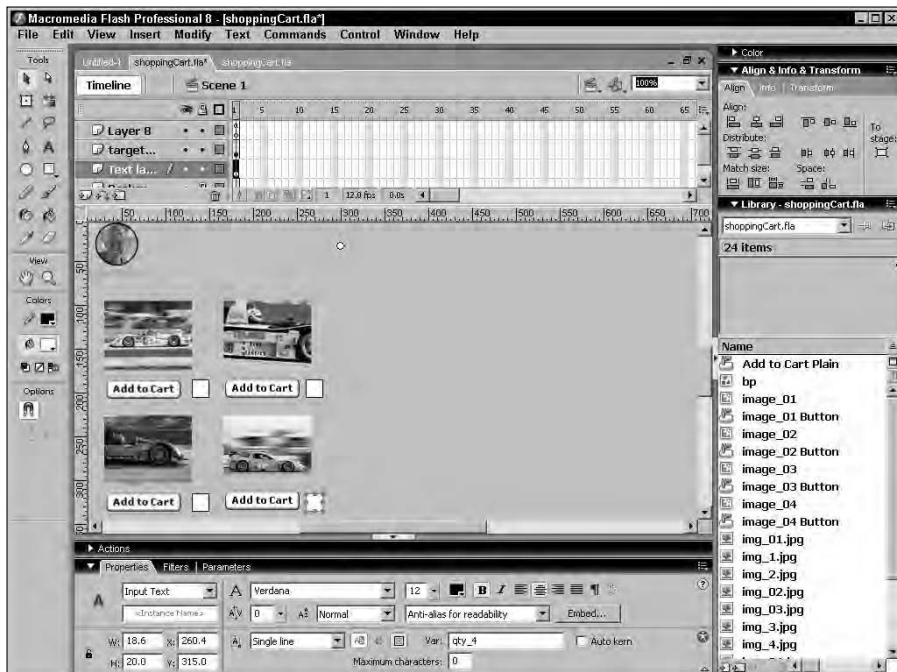 Macromedia Flash Professional 8 - [shoppingCart.fla*]
File Edit View Insert Modify Text Commands Control Window Help
Tools
View
Colors
Options
Untitled-1 shoppingCart.fla* shoppingCart.fla
Timeline Scene 1 100%
1 5 10 15 20 25 30 35 40 45 50 55 60 65
Layer 8
target...
Text la...
1 12.0 fps 0.0s
50 100 150 200 250 300 350 400 450 500 550 600 650 700
0
50
100
150
200
250
300
Add to Cart Add to Cart
Add to Cart Add to Cart
Actions
Properties Filters Parameters
A Input Text A Verdana 12 B I
<Instance Name> A|V 0 Normal Anti-alias for readability Embed...
W: 18.6 X: 260.4 Single line Var: qty_4 Auto kern
H: 20.0 Y: 315.0 Maximum characters: 0
Color
Align & Info & Transform
Align Info Transform
Align:
Distribute:
To stage:
Match size: Space:
Library - shoppingCart.fla
shoppingCart.fla
24 items
Name
Add to Cart Plain
bp
image_01
image_01 Button
image_02
image_02 Button
image_03
image_03 Button
image_04
image_04 Button
img_01.jpg
img_1.jpg
img_2.jpg
img_02.jpg
img_03.jpg
img_3.jpg
img_4.jpg